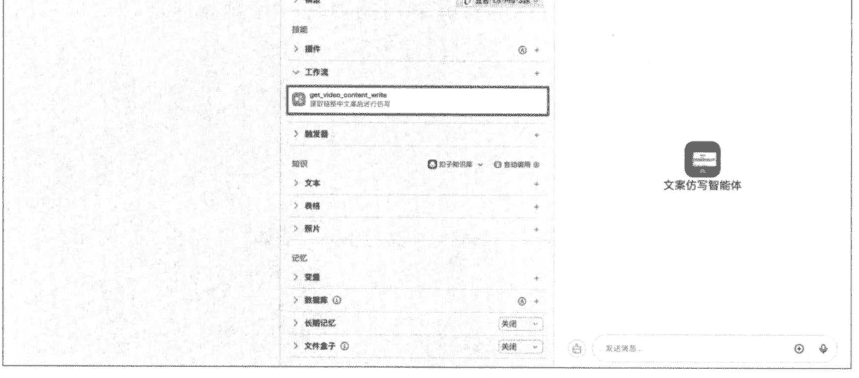 技能
插件
工作流
get_video_content_write
提取链接中文案后进行仿写
触发器
知识
扣子知识库
自动调用
文本
表格
照片
记忆
变量
数据库
长期记忆
关闭
文件盒子
关闭
文案仿写智能体
发送消息...